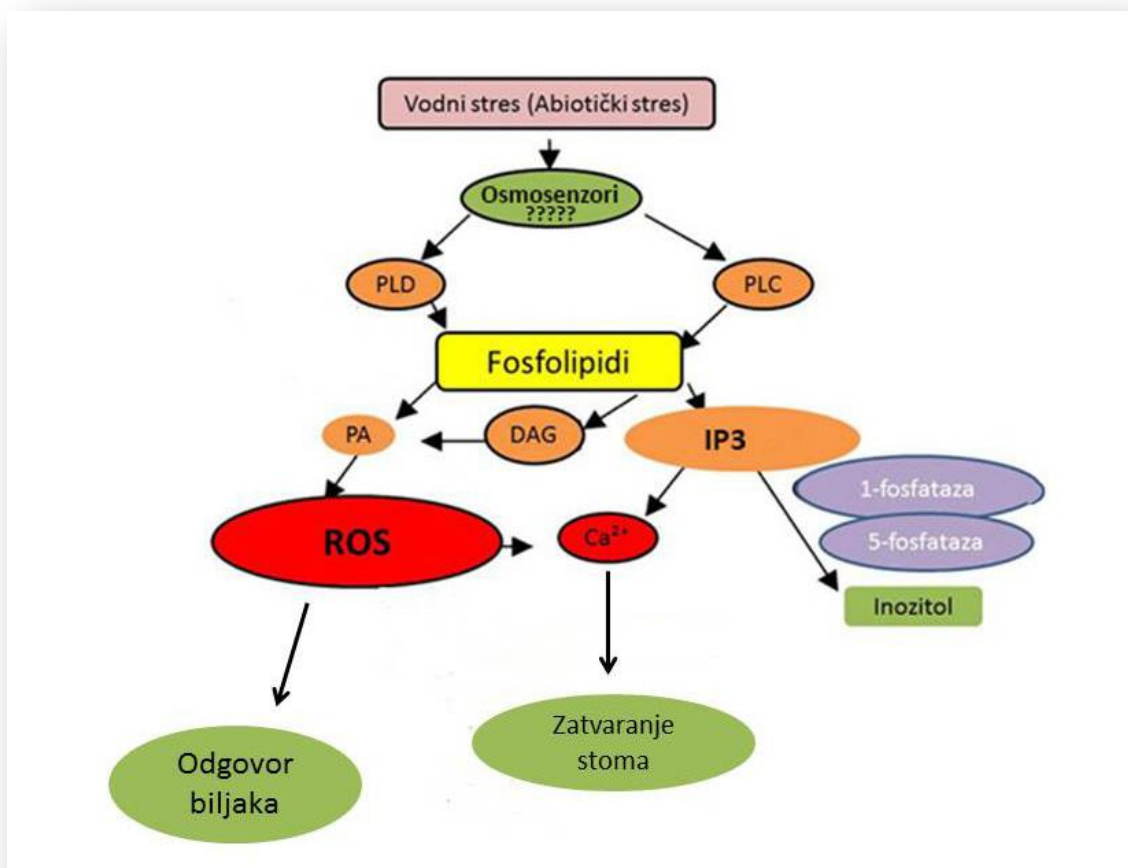 Vodni stres (Abiotički stres)
Osmosenzori
?????
PLD
PLC
Fosfolipidi
PA
DAG
IP3
1-fosfataza
ROS
Ca²⁺
5-fosfataza
Inozitol
Odgovor
biljaka
Zatvaranje
stoma